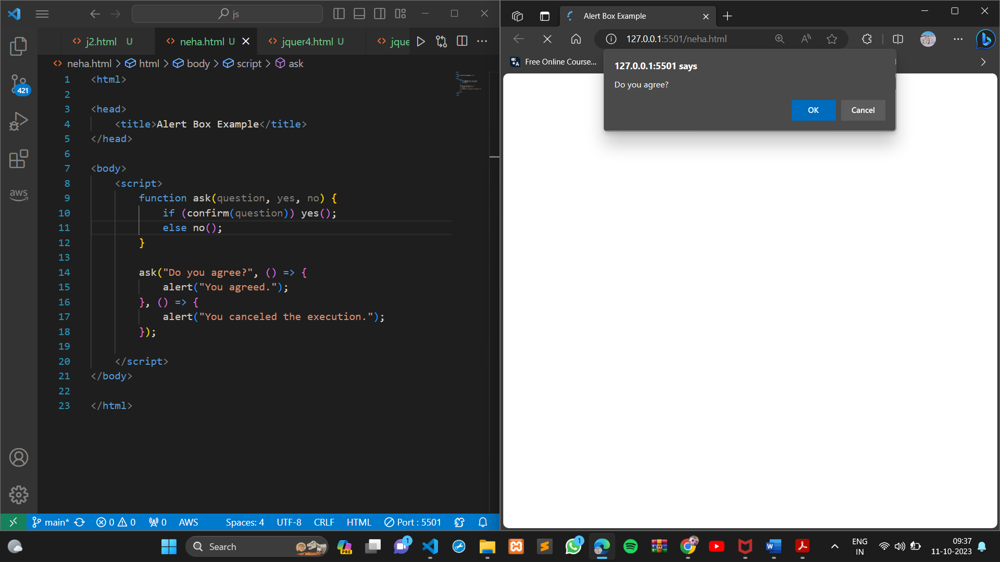 js
j2.html U
neha.html U
jquer4.html U
jque
neha.html > html > body > script > ask
1 <html>
2
3 <head>
4 <title>Alert Box Example</title>
5 </head>
6
7 <body>
8 <script>
9 function ask(question, yes, no) {
10 if (confirm(question)) yes();
11 else no();
12 }
13
14 ask("Do you agree?", () => {
15 alert("You agreed.");
16 }, () => {
17 alert("You canceled the execution.");
18 });
19
20 </script>
21 </body>
22
23 </html>
421
aws
main* 0 0 0 AWS Spaces: 4 UTF-8 CRLF HTML Port : 5501
Alert Box Example
127.0.0.1:5501/neha.html
Free Online Course...
127.0.0.1:5501 says
Do you agree?
OK Cancel
Search
PRE
1
1
ENG
IN
09:37
11-10-2023